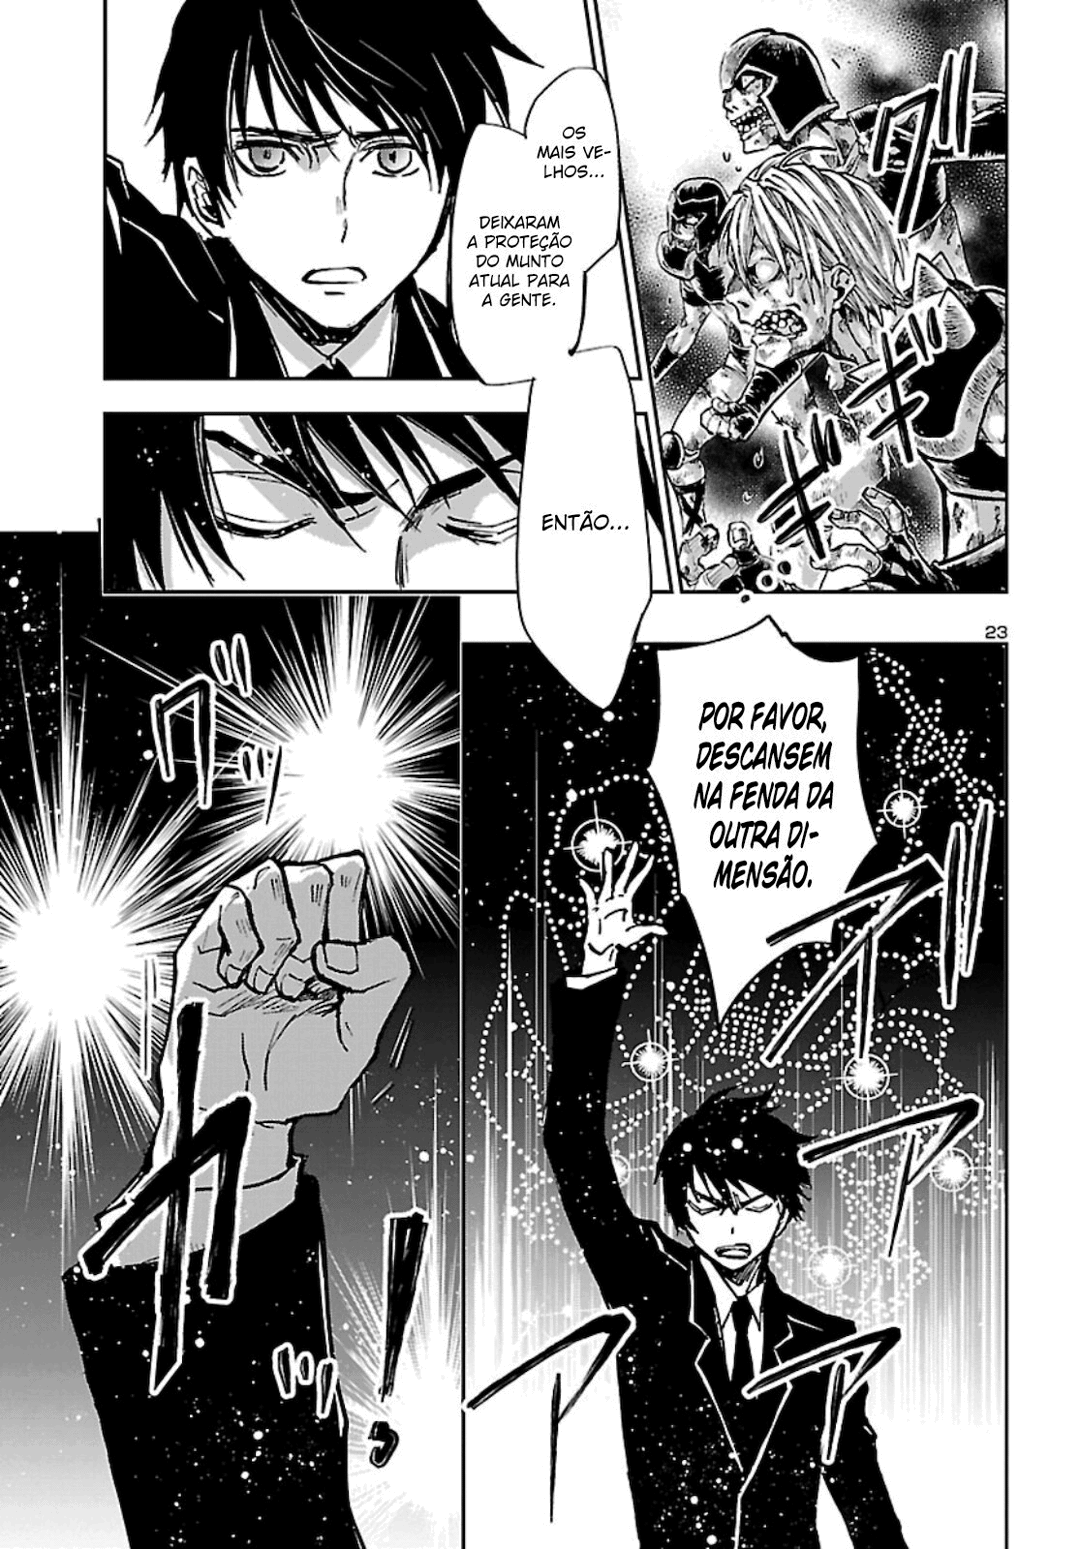 OS
MAIS VE-
LHOS...
DEIXARAM
A PROTEÇÃO
DO MUNTO
ATUAL PARA
A GENTE.
ENTÃO...
23
POR FAVOR,
DESCANSEM
NA FENDA DA
OUTRA DI-
MENSÃO.